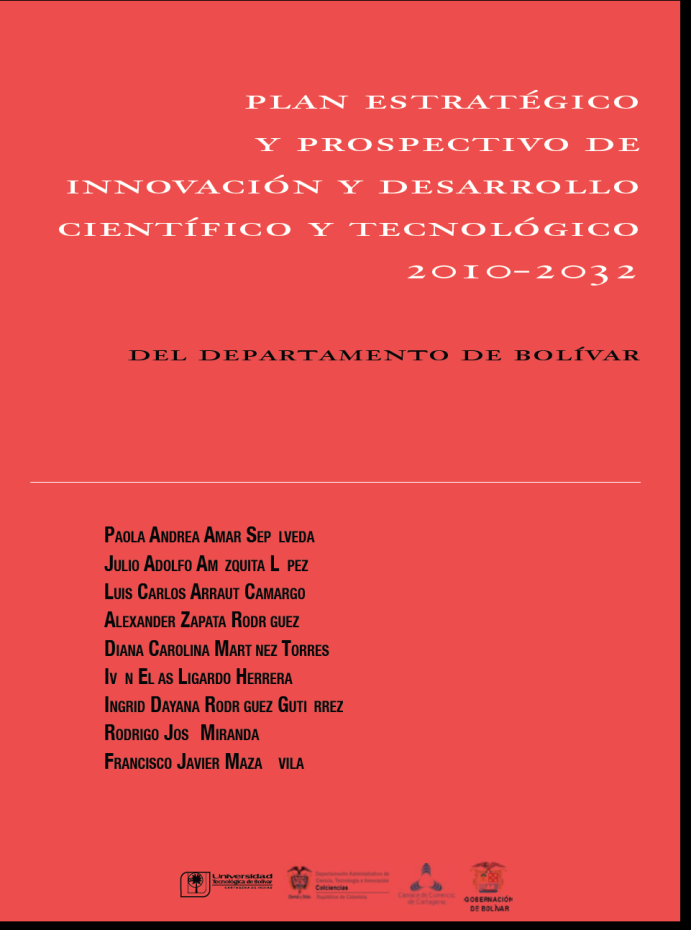 PLAN ESTRATÉGICO
Y PROSPECTIVO DE
INNOVACIÓN Y DESARROLLO
CIENTÍFICO Y TECNOLÓGICO
2010–2032
DEL DEPARTAMENTO DE BOLÍVAR
PAOLA ANDREA AMAR SEP LVEDA
JULIO ADOLFO AM ZQUITA L PEZ
LUIS CARLOS ARRAUT CAMARGO
ALEXANDER ZAPATA RODR GUEZ
DIANA CAROLINA MART NEZ TORRES
IV N EL AS LIGARDO HERRERA
INGRID DAYANA RODR GUEZ GUTI RREZ
RODRIGO JOS MIRANDA
FRANCISCO JAVIER MAZA VILA
Universidad
Tecnológica de Bolívar
CARTAGENA DE INDIAS
Departamento Administrativo de
Ciencia, Tecnología e Innovación
Colciencias
República de Colombia
Cámara de Comercio
de Cartagena
GOBERNACIÓN
DE BOLÍVAR